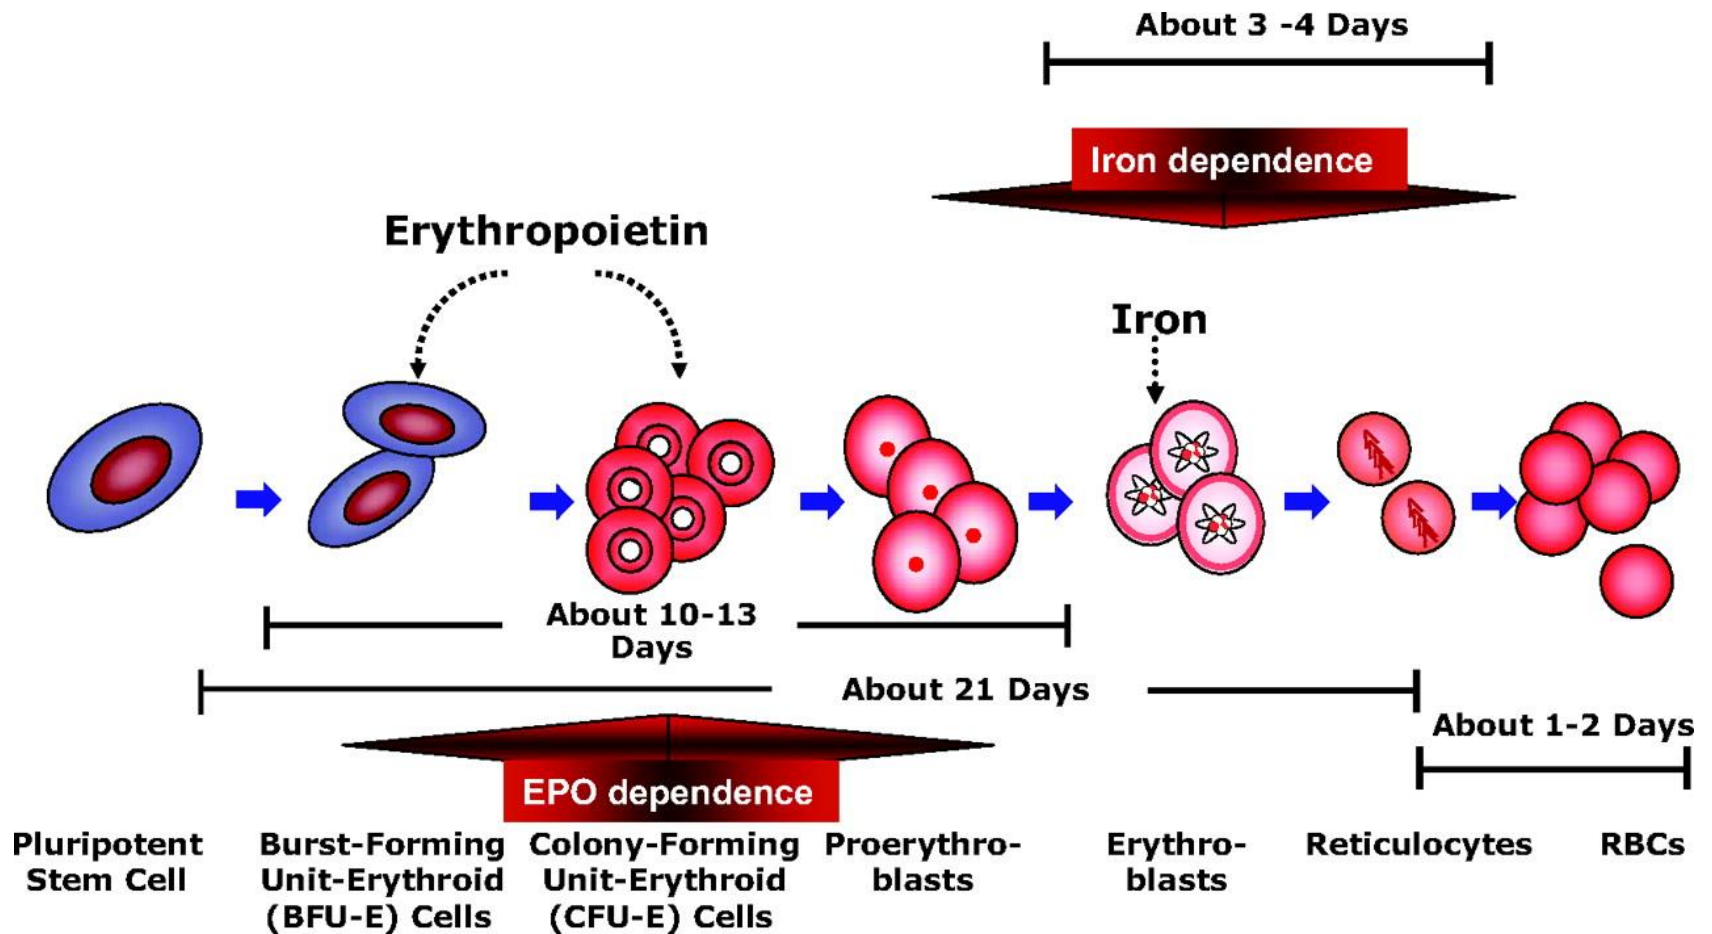 About 3 -4 Days
Iron dependence
Erythropoietin
Iron
About 10-13
Days
About 21 Days
About 1-2 Days
EPO dependence
Pluripotent
Stem Cell
Burst-Forming
Unit-Erythroid
(BFU-E) Cells
Colony-Forming
Unit-Erythroid
(CFU-E) Cells
Proerythro-
blasts
Erythro-
blasts
Reticulocytes
RBCs